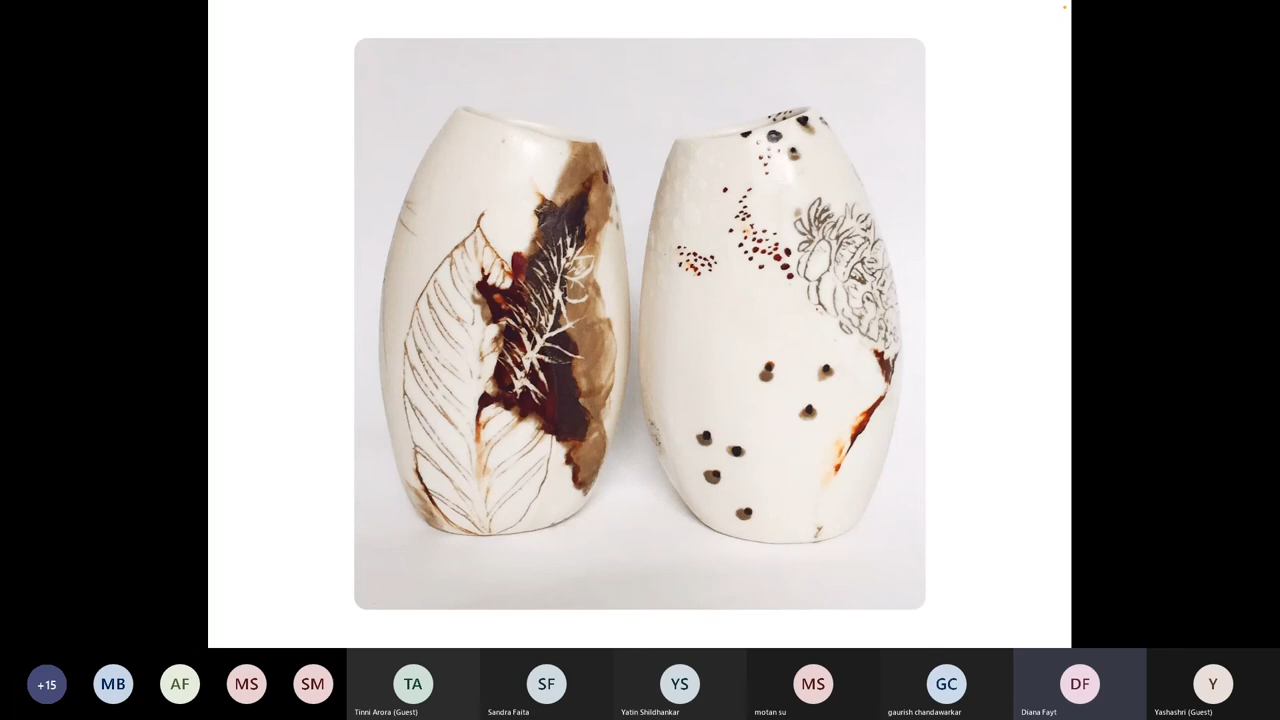 +15 MB AF MS SM TA SF YS MS GC DF Y
Tinni Arora (Guest) Sandra Faita Yatin Shildhankar motan su gaurish chandawarkar Diana Fayt Yashashri (Guest)